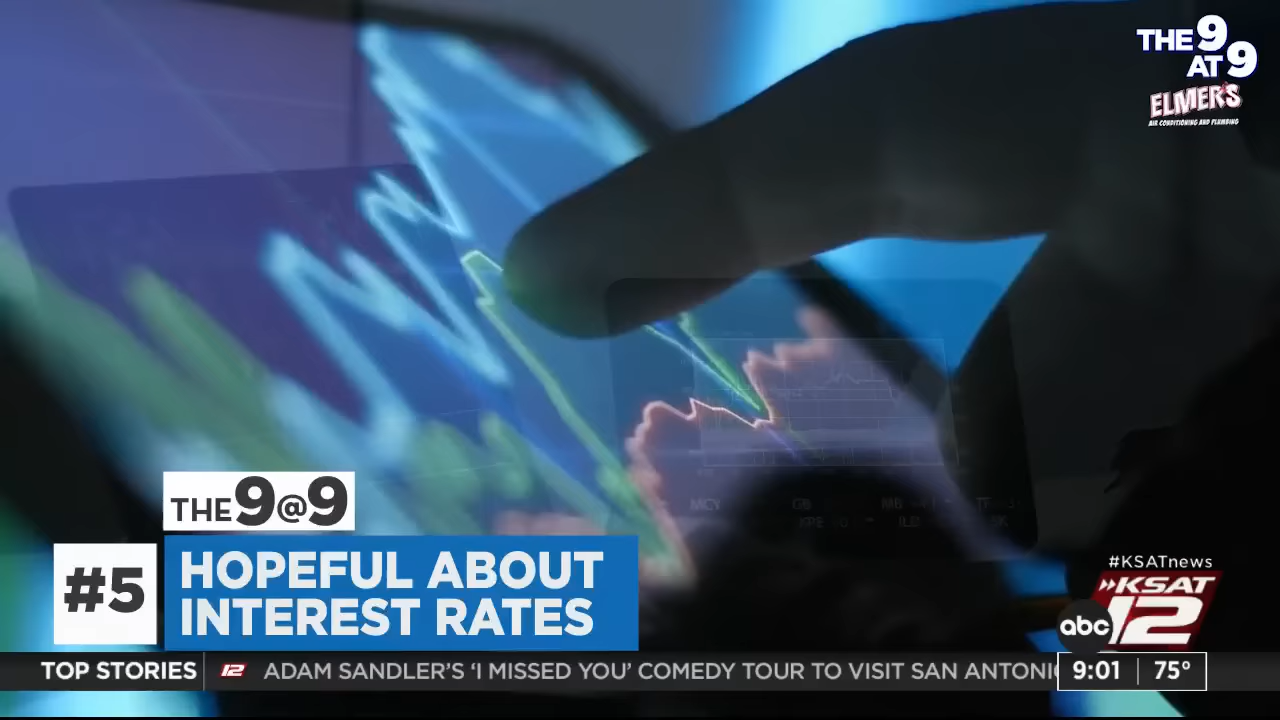 THE 9
AT 9
ELMER'S
AIR CONDITIONING AND PLUMBING
THE 9@9
#5
HOPEFUL ABOUT
INTEREST RATES
#KSATnews
KSAT
abc 12
TOP STORIES
12 ADAM SANDLER'S 'I MISSED YOU' COMEDY TOUR TO VISIT SAN ANTONI
9:01
75°